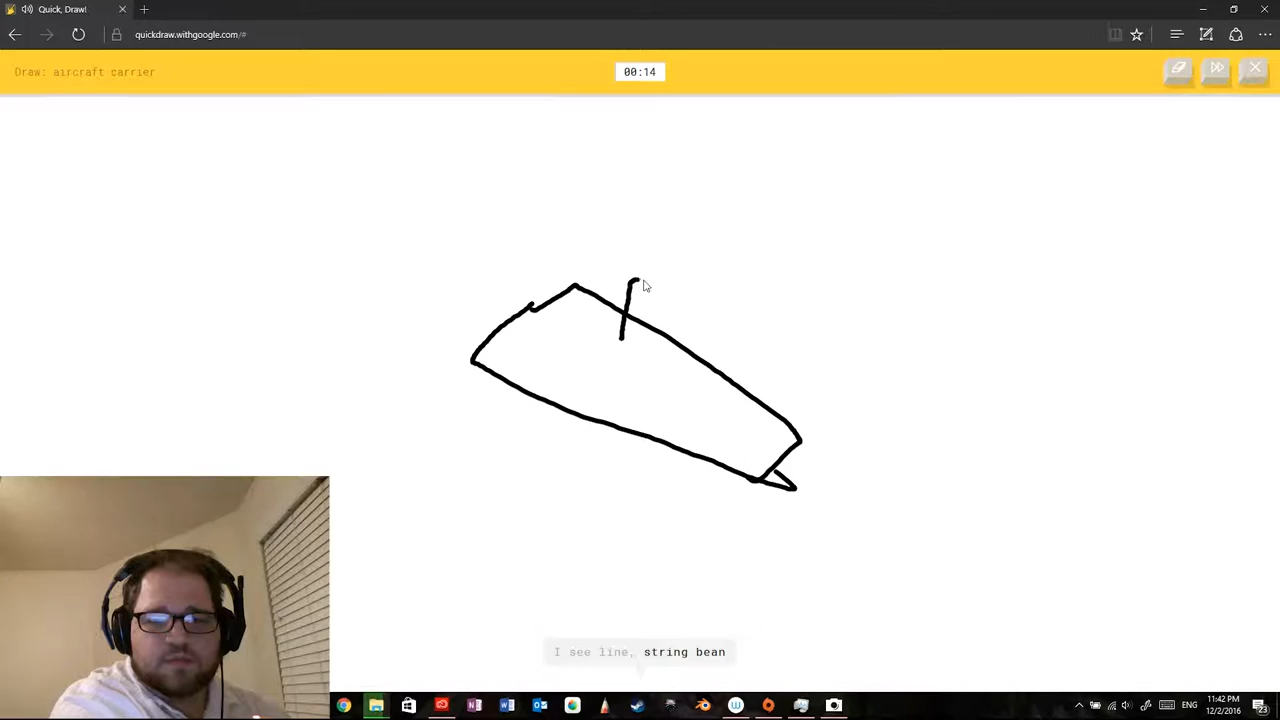 Quick, Draw!
quickdraw.withgoogle.com/#
Draw: aircraft carrier
00:14
I see line, string bean
ENG
11:42 PM
12/2/2016